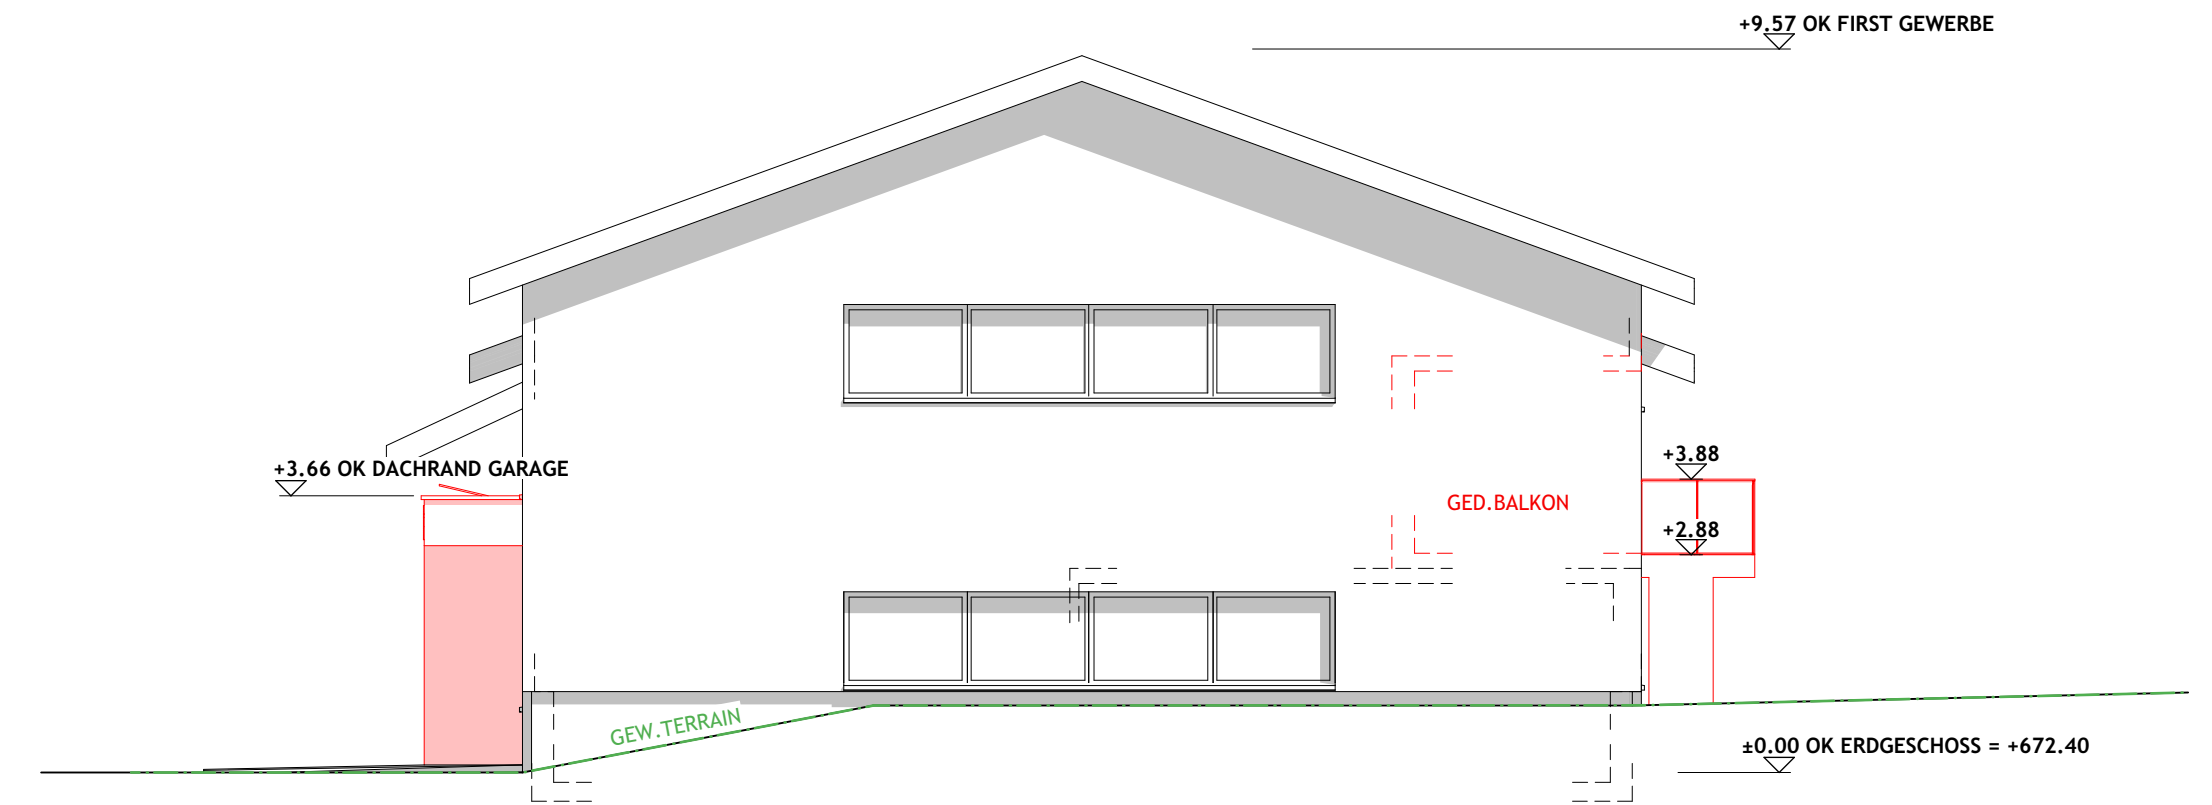 +9.57 OK FIRST GEWERBE
+3.88
+3.66 OK DACHRAND GARAGE
GED.BALKON
+2.88
GEW.TERRAIN
±0.00 OK ERDGESCHOSS = +672.40